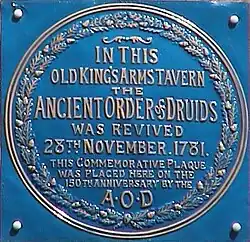 IN THIS
OLD KINGS ARMS TAVERN
THE
ANCIENT ORDER of DRUIDS
WAS REVIVED
28TH NOVEMBER, 1781.
THIS COMMEMORATIVE PLAQUE
WAS PLACED HERE ON THE
150TH ANNIVERSARY BY THE
A·O·D